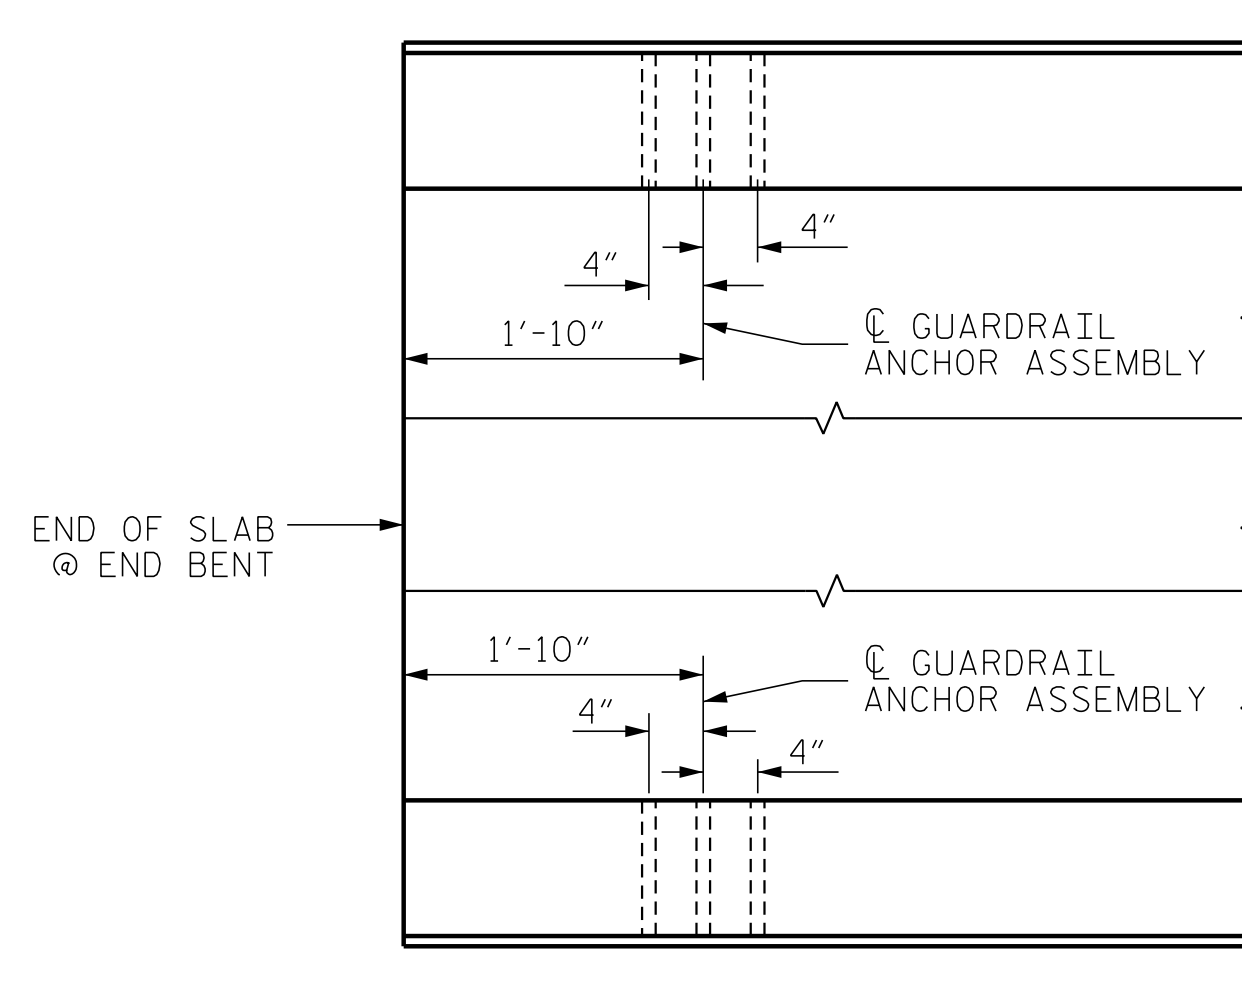 4"
4"
1'-10"
℄ GUARDRAIL
ANCHOR ASSEMBLY
END OF SLAB
@ END BENT
1'-10"
℄ GUARDRAIL
ANCHOR ASSEMBLY
4"
4"